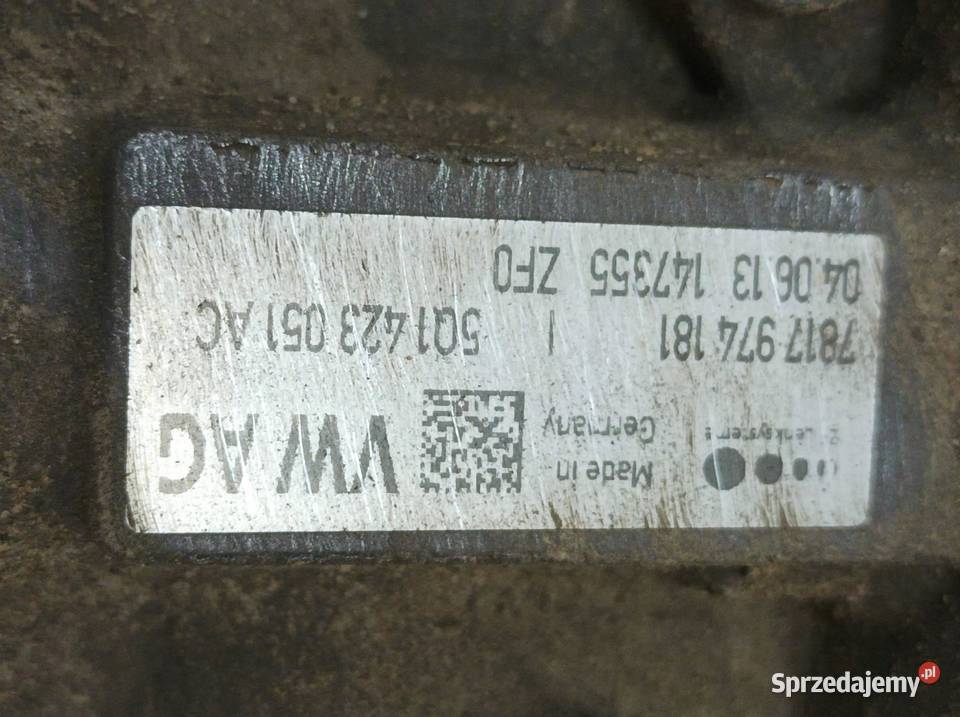 Lenksysteme
Made in
Germany
VW AG
7817 974 181 I 5Q1 423 051 AC
04.06.13 147355 ZF0
Sprzedajemy.pl